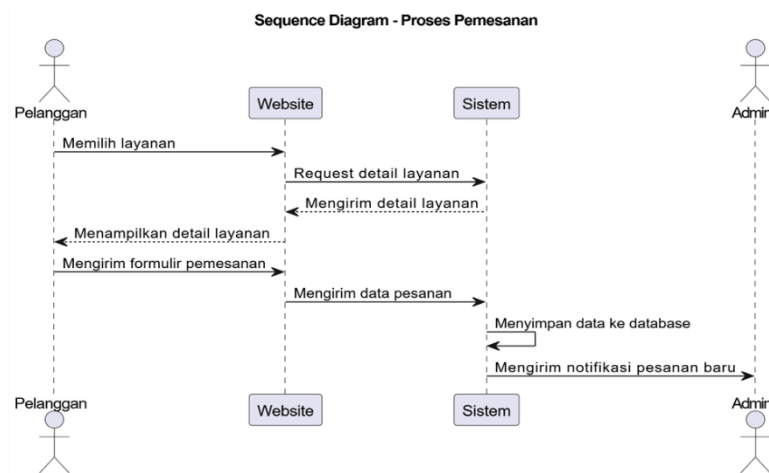 Sequence Diagram - Proses Pemesanan
Pelanggan
Website
Sistem
Admin
Memilih layanan
Request detail layanan
Mengirim detail layanan
Menampilkan detail layanan
Mengirim formulir pemesanan
Mengirim data pesanan
Menyimpan data ke database
Mengirim notifikasi pesanan baru
Pelanggan
Website
Sistem
Admin